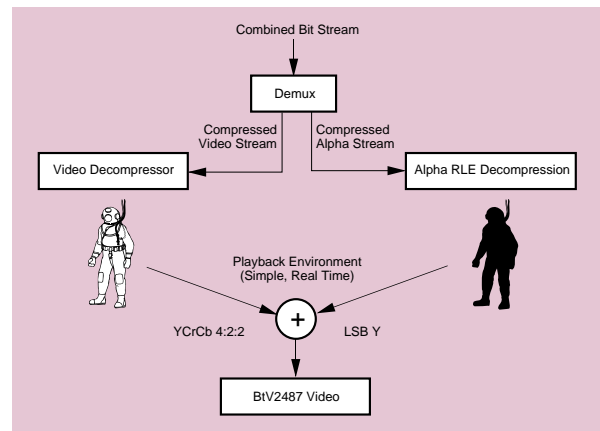 Combined Bit Stream
Demux
Compressed
Video Stream
Compressed
Alpha Stream
Video Decompressor
Alpha RLE Decompression
Playback Environment
(Simple, Real Time)
+
YCrCb 4:2:2
LSB Y
BtV2487 Video